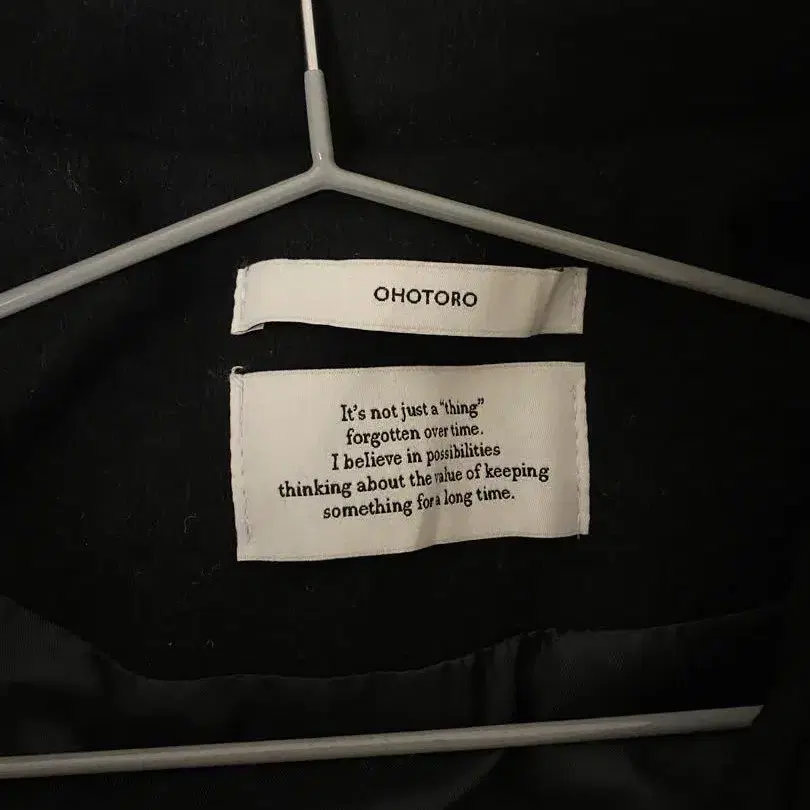 OHOTORO
It's not just a "thing"
forgotten over time.
I believe in possibilities
thinking about the value of keeping
something for a long time.